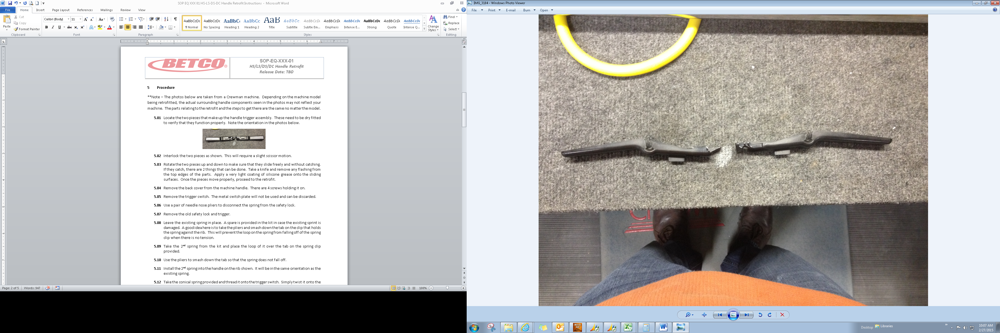 SOP EQ XXX 01 HS-LS-DS-DC Handle Retrofit Instructions - Microsoft Word
File Home Insert Page Layout References Mailings Review View
Cut
Copy
Format Painter
Paste
Calibri (Body) 11
AaBbCcDc AaBbCcDc AaBbC AaBbCc AaB AaBbCc. AaBbCcDc AaBbCcDc AaBbCcDc AaBbCcDc AaBbCcDc AaBbCcDc
¶ Normal No Spacing Heading 1 Heading 2 Title Subtitle Subtle Em... Emphasis Intense E... Strong Quote Intense Q...
Change Styles
Find
Replace
Select
Clipboard Font Paragraph Styles Editing
BETCO®
SOP-EQ-XXX-01
HS/LS/DS/DC Handle Retrofit
Release Date: TBD
5 Procedure
**Note – The photos below are taken from a Crewman machine. Depending on the machine model
being retrofitted, the actual surrounding handle components seen in the photos may not reflect your
machine. The parts relating to the retrofit and the steps to get there are the same no matter the model.
5.01 Locate the two pieces that make up the handle trigger assembly. These need to be dry fitted
to verify that they function properly. Note the orientation in the photos below.
5.02 Interlock the two pieces as shown. This will require a slight scissor motion.
5.03 Rotate the two pieces up and down to make sure that they slide freely and without catching.
If they catch, there are 2 things that can be done. Take a knife and remove any flashing from
the top edges of the parts. Apply a very light coating of silicone grease onto the sliding
surfaces. Once the pieces move properly, proceed to the retrofit.
5.04 Remove the back cover from the machine handle. There are 4 screws holding it on.
5.05 Remove the trigger switch. The metal switch plate will not be used and can be discarded.
5.06 Use a pair of needle nose pliers to disconnect the spring from the safety lock.
5.07 Remove the old safety lock and trigger.
5.08 Leave the existing spring in place. A spare is provided in the kit in case the existing sprint is
damaged. A good idea here is to take the pliers and smash down the tab on the clip that holds
the spring against the rib. This will prevent the loop on the spring from falling off of the spring
clip when there is no tension.
5.09 Take the 2nd spring from the kit and place the loop of it over the tab on the spring clip
provided.
5.10 Use the pliers to smash down the tab so that the spring does not fall off.
5.11 Install the 2nd spring into the handle on the rib shown. It will be in the same orientation as the
existing spring.
5.12 Take the conical spring provided and thread it onto the trigger switch. Simply twist it onto the
Page: 2 of 5 Words: 947 100%
IMG_3184 - Windows Photo Viewer
File Print E-mail Burn Open
Desktop Libraries
10:07 AM
2/27/2015